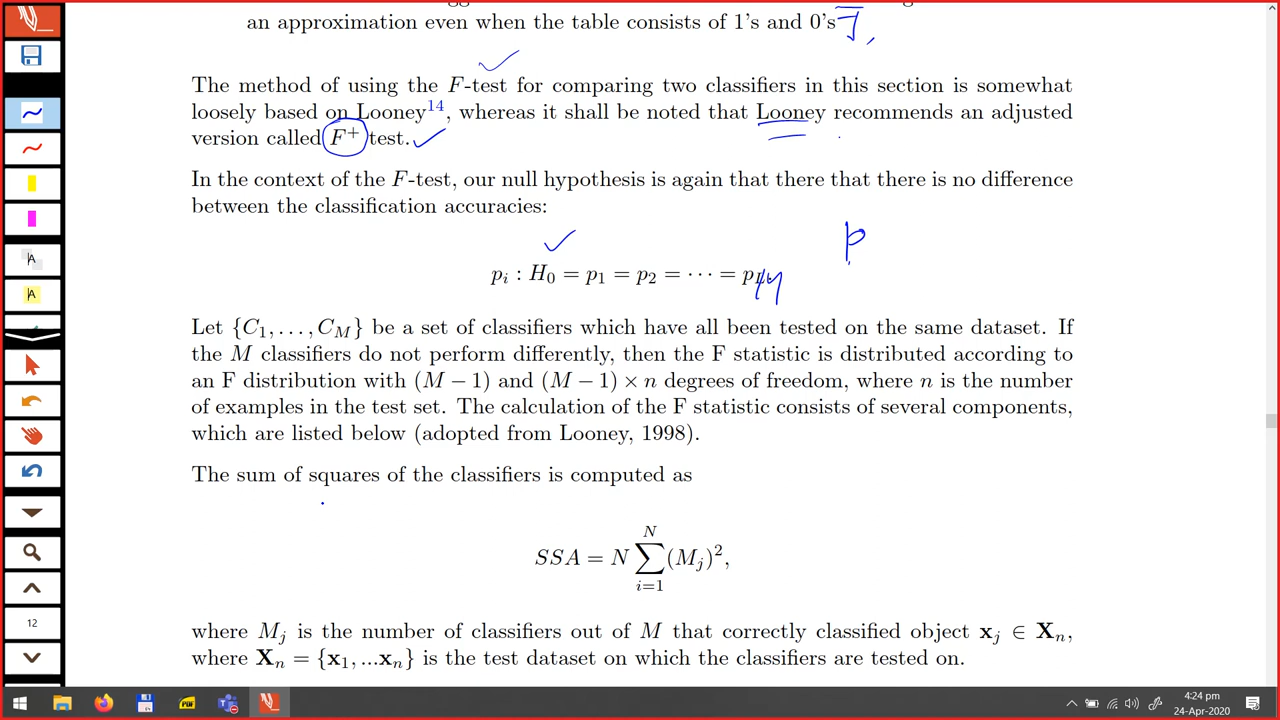 an approximation even when the table consists of 1's and 0's
The method of using the F-test for comparing two classifiers in this section is somewhat
loosely based on Looney14, whereas it shall be noted that Looney recommends an adjusted
version called F+ test.
In the context of the F-test, our null hypothesis is again that there that there is no difference
between the classification accuracies:
p
pi : H0 = p1 = p2 = ··· = pL. M
Let {C1, . . . , CM} be a set of classifiers which have all been tested on the same dataset. If
the M classifiers do not perform differently, then the F statistic is distributed according to
an F distribution with (M − 1) and (M − 1) × n degrees of freedom, where n is the number
of examples in the test set. The calculation of the F statistic consists of several components,
which are listed below (adopted from Looney, 1998).
The sum of squares of the classifiers is computed as
SSA = N ∑_{i=1}^{N} (Mj)^2,
where Mj is the number of classifiers out of M that correctly classified object xj ∈ Xn,
where Xn = {x1, ...xn} is the test dataset on which the classifiers are tested on.
A
A
12
PDF
4:24 pm
24-Apr-2020